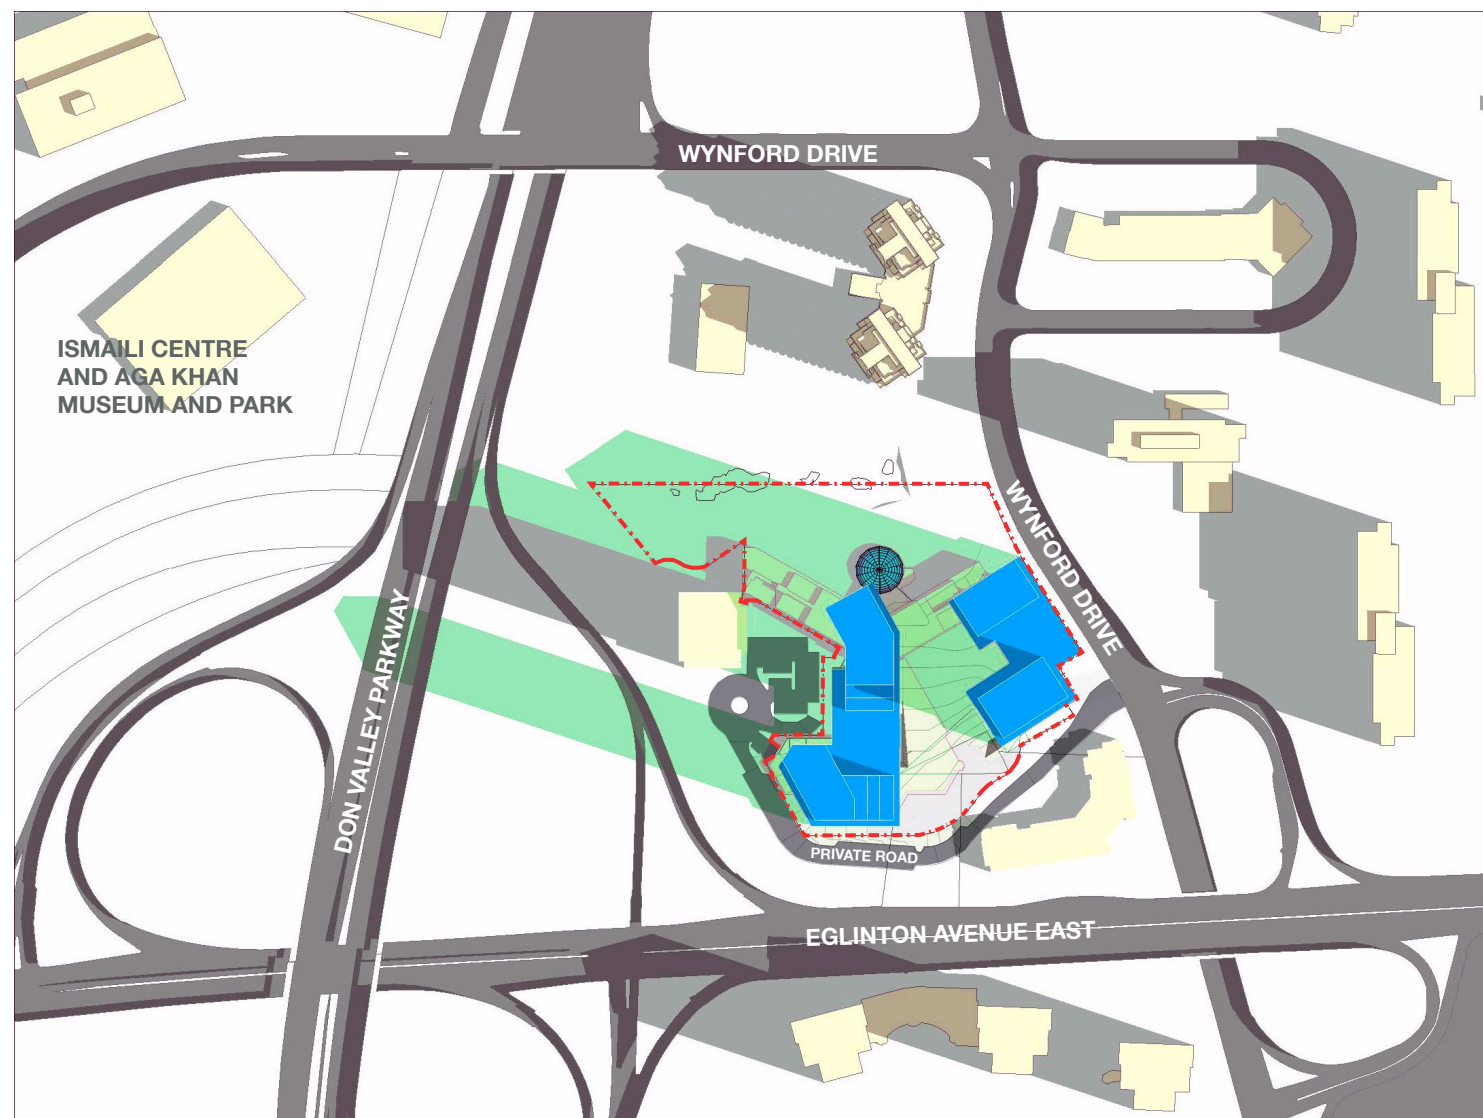 WYNFORD DRIVE
ISMAILI CENTRE
AND AGA KHAN
MUSEUM AND PARK
WYNFORD DRIVE
DON VALLEY PARKWAY
PRIVATE ROAD
EGLINTON AVENUE EAST